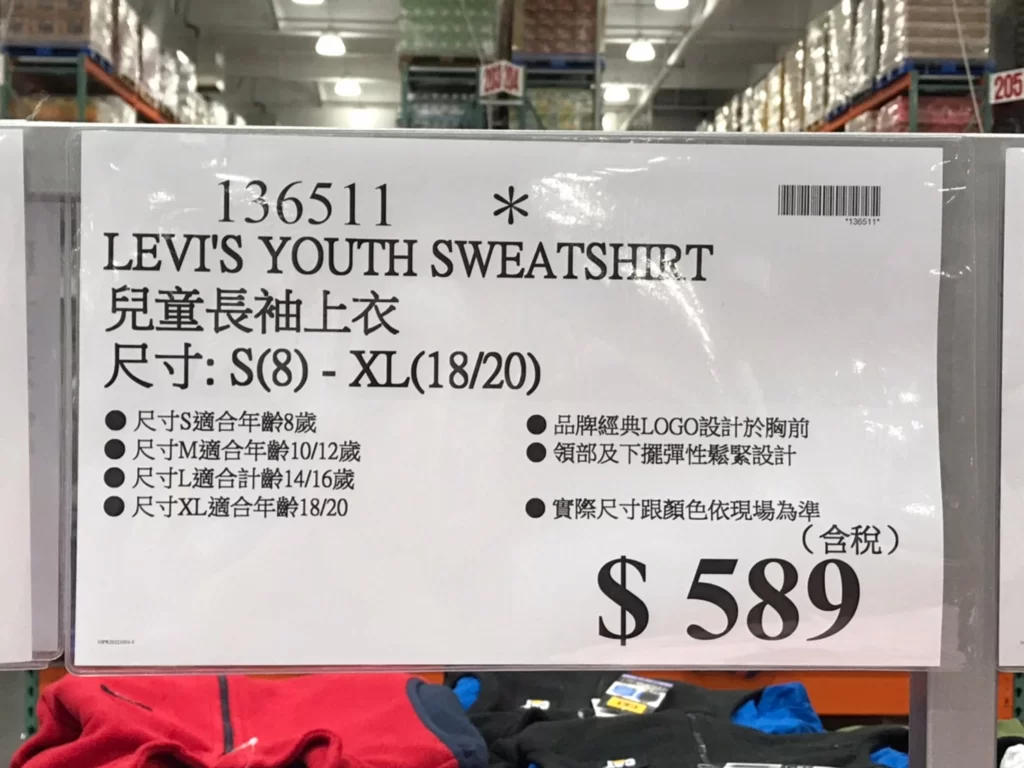 203 204
205
136511 *
*136511*
LEVI'S YOUTH SWEATSHIRT
兒童長袖上衣
尺寸: S(8) - XL(18/20)
● 尺寸S適合年齡8歲
● 尺寸M適合年齡10/12歲
● 尺寸L適合計齡14/16歲
● 尺寸XL適合年齡18/20
● 品牌經典LOGO設計於胸前
● 領部及下擺彈性鬆緊設計
● 實際尺寸跟顏色依現場為準
（含稅）
$ 589